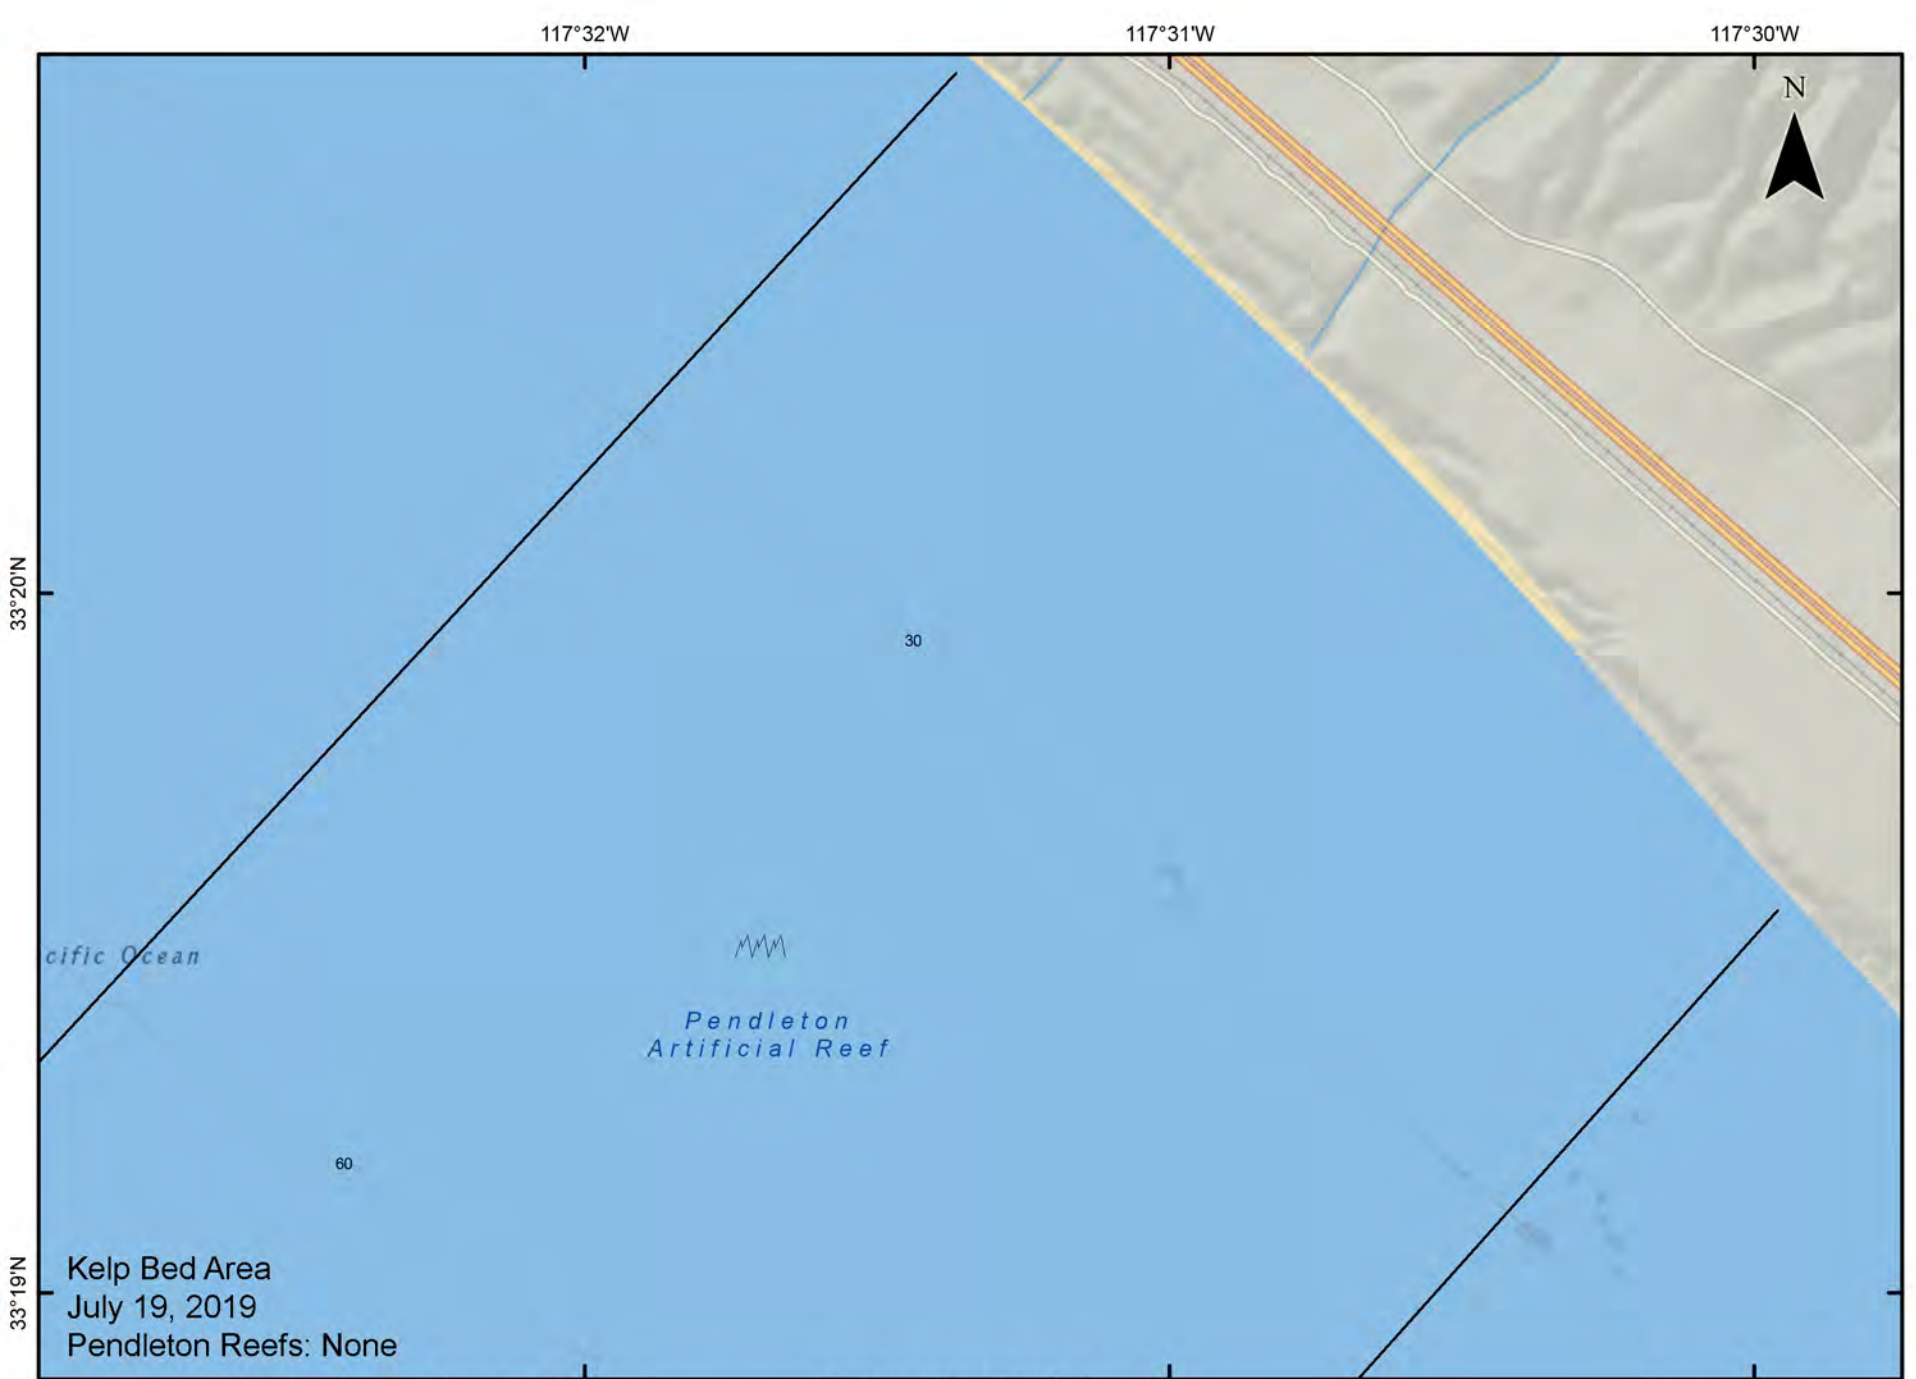 117°32'W
117°31'W
117°30'W
N
33°20'N
30
cific Ocean
Pendleton
Artificial Reef
60
33°19'N
Kelp Bed Area
July 19, 2019
Pendleton Reefs: None